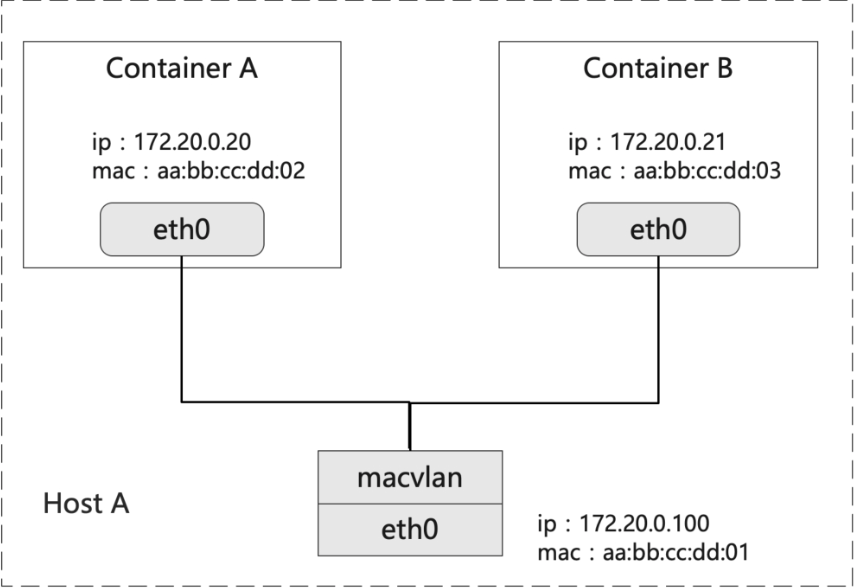 Container A
ip : 172.20.0.20
mac : aa:bb:cc:dd:02
eth0
Container B
ip : 172.20.0.21
mac : aa:bb:cc:dd:03
eth0
macvlan
eth0
Host A
ip : 172.20.0.100
mac : aa:bb:cc:dd:01